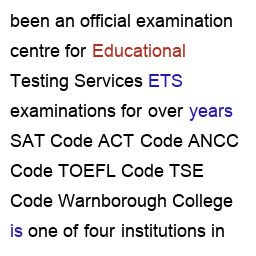 been an official examination
centre for Educational
Testing Services ETS
examinations for over years
SAT Code ACT Code ANCC
Code TOEFL Code TSE
Code Warnborough College
is one of four institutions in